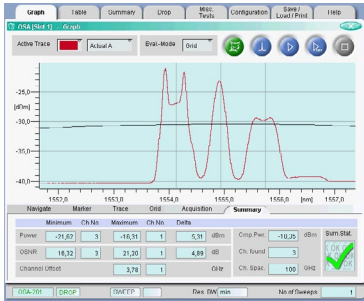 Graph Table Summary Drop Misc. Tests Configuration Save / Load / Print Help
OSA [Slot 1] Graph
Active Trace Actual A Eval-Mode Grid
-25,0
[dBm]
-30,0
-35,0
-40,0
1552,0 1553,0 1554,0 1555,0 1556,0 [nm] 1557,0
Navigate Marker Trace Grid Acquisition Summary
Minimum Ch No. Maximum Ch No. Delta
Power -21,62 3 -16,31 1 5,31 dBm Cmp.Pwr. -10,35 dBm Sum.Stat.
OSNR 16,32 3 21,20 1 4,89 dB Ch. found 3
Channel Offset 3,78 1 GHz Ch. Spac. 100 GHz
OSA-201 DROP SWEEP Res. BW min No of Sweeps 1